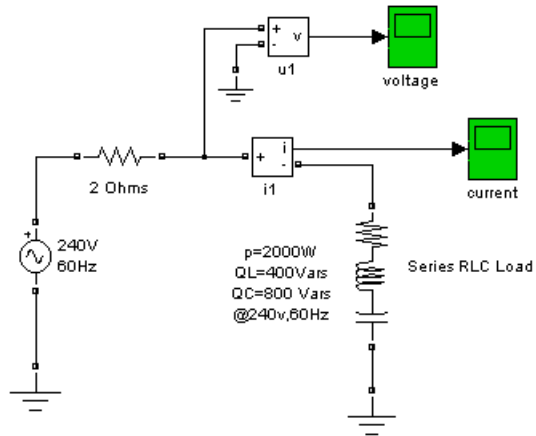 v
u1
voltage
2 Ohms
i
i1
current
240V
60Hz
p=2000W
QL=400Vars
QC=800 Vars
@240v,60Hz
Series RLC Load